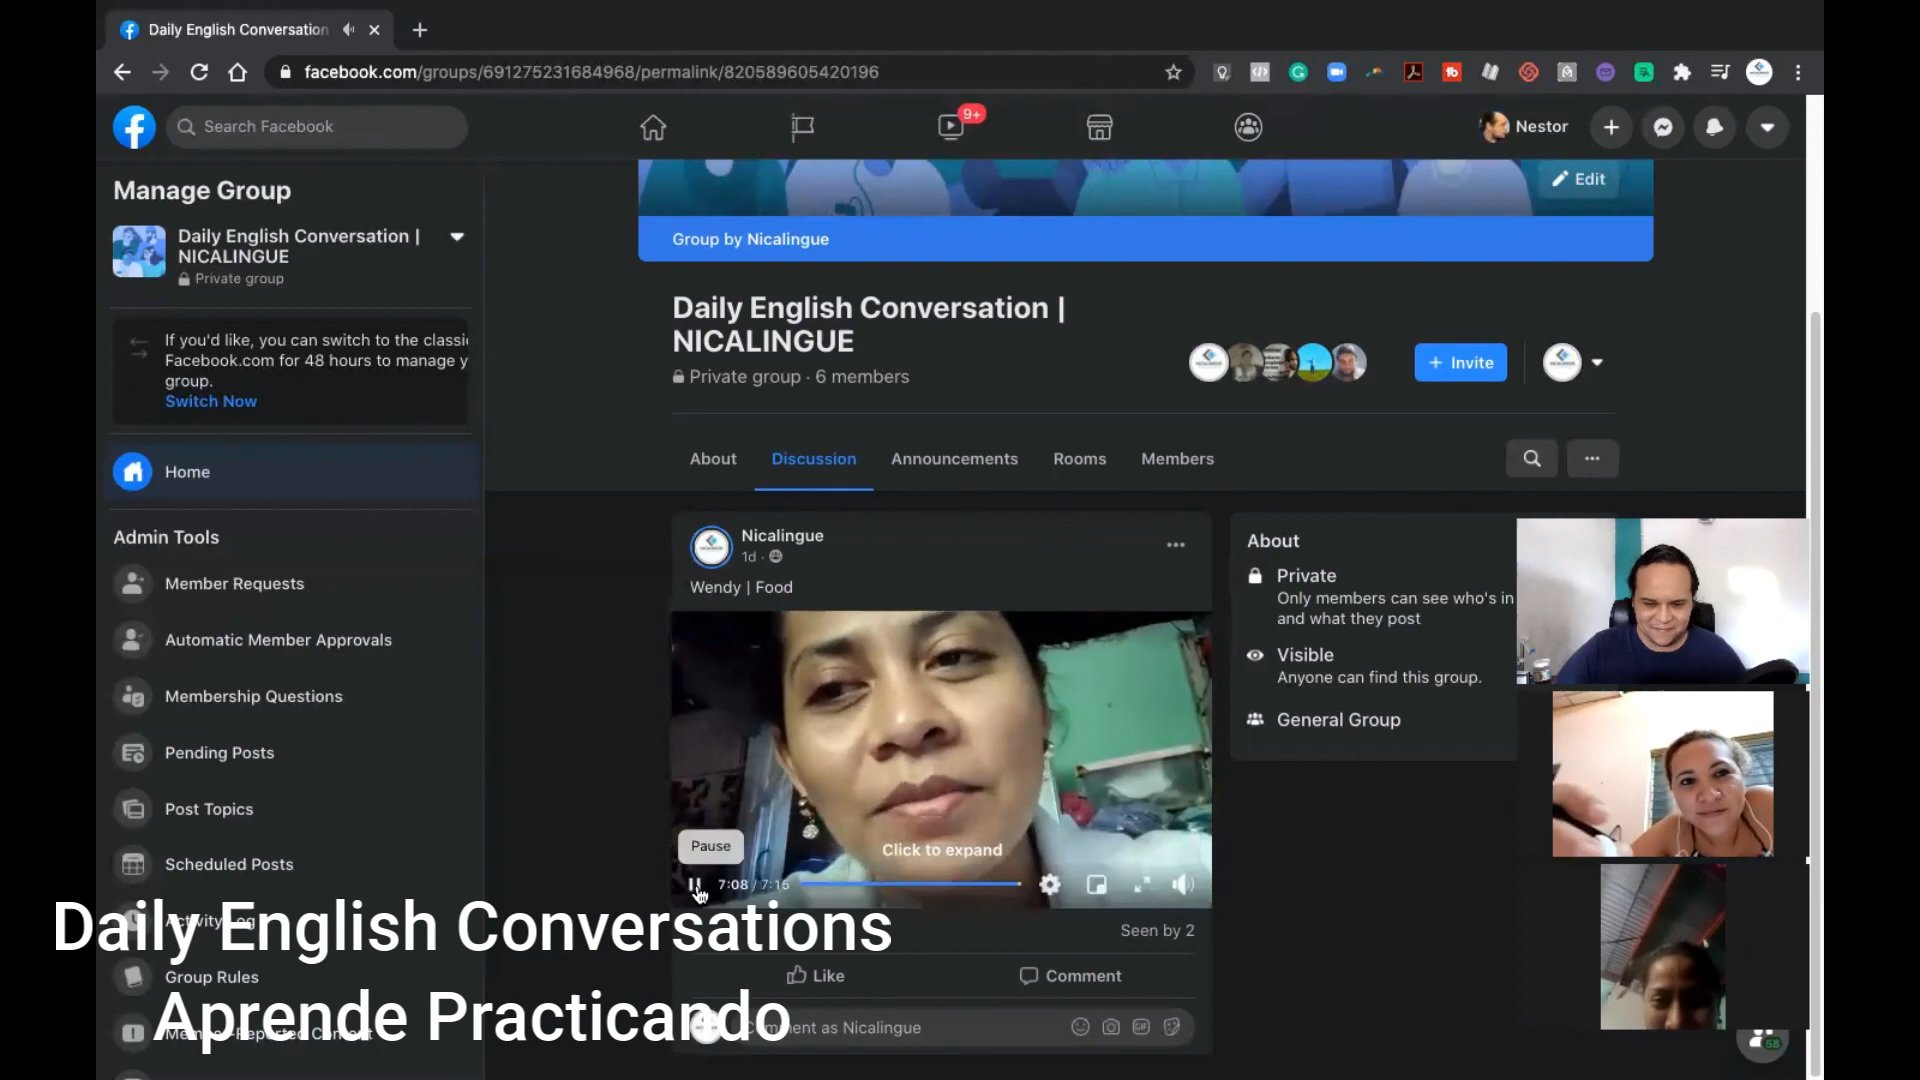 Daily English Conversation
facebook.com/groups/691275231684968/permalink/820589605420196
Search Facebook
9+
Nestor
Manage Group
Daily English Conversation |
NICALINGUE
Private group
If you'd like, you can switch to the classi
Facebook.com for 48 hours to manage y
group.
Switch Now
Home
Admin Tools
Member Requests
Automatic Member Approvals
Membership Questions
Pending Posts
Post Topics
Scheduled Posts
Activity Log
Group Rules
Edit
Group by Nicalingue
Daily English Conversation |
NICALINGUE
Private group · 6 members
+ Invite
About
Discussion
Announcements
Rooms
Members
Nicalingue
1d ·
Wendy | Food
Pause
Click to expand
7:08 / 7:15
Seen by 2
Like
Comment
Comment as Nicalingue
GIF
About
Private
Only members can see who's in
and what they post
Visible
Anyone can find this group.
General Group
58
Daily English Conversations
Aprende Practicando